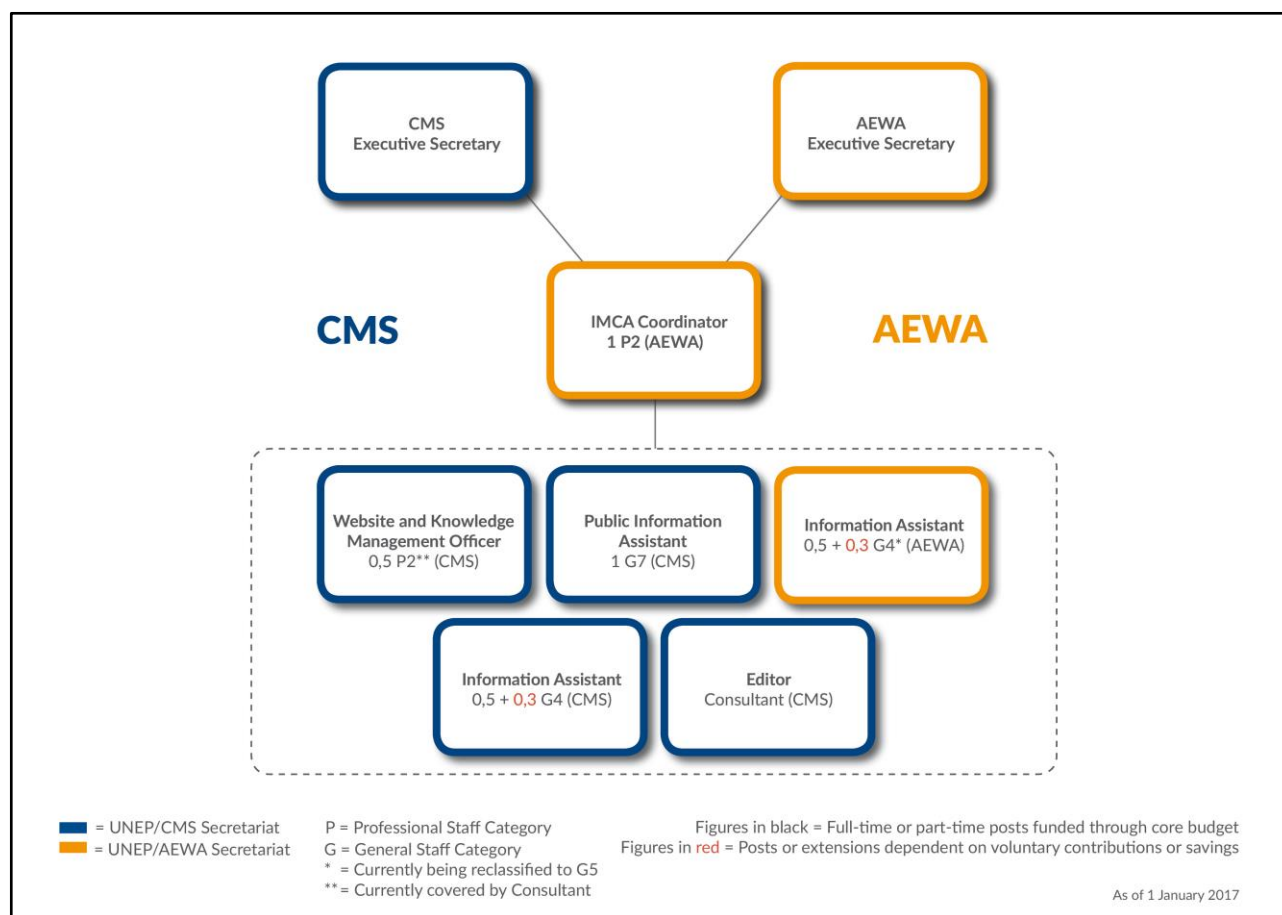 CMS
Executive Secretary
AEWA
Executive Secretary
CMS
IMCA Coordinator
1 P2 (AEWA)
AEWA
Website and Knowledge
Management Officer
0,5 P2** (CMS)
Public Information
Assistant
1 G7 (CMS)
Information Assistant
0,5 + 0,3 G4* (AEWA)
Information Assistant
0,5 + 0,3 G4 (CMS)
Editor
Consultant (CMS)
= UNEP/CMS Secretariat
= UNEP/AEWA Secretariat
P = Professional Staff Category
G = General Staff Category
* = Currently being reclassified to G5
** = Currently covered by Consultant
Figures in black = Full-time or part-time posts funded through core budget
Figures in red = Posts or extensions dependent on voluntary contributions or savings
As of 1 January 2017